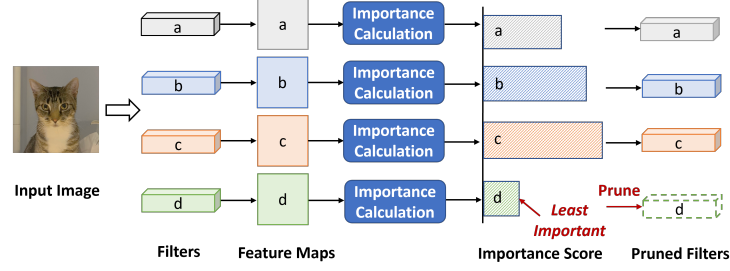 a
a
Importance
Calculation
a
a
b
b
Importance
Calculation
b
b
c
c
Importance
Calculation
c
c
Input Image
d
d
Importance
Calculation
d
Least
Important
Prune
d
Filters
Feature Maps
Importance Score
Pruned Filters